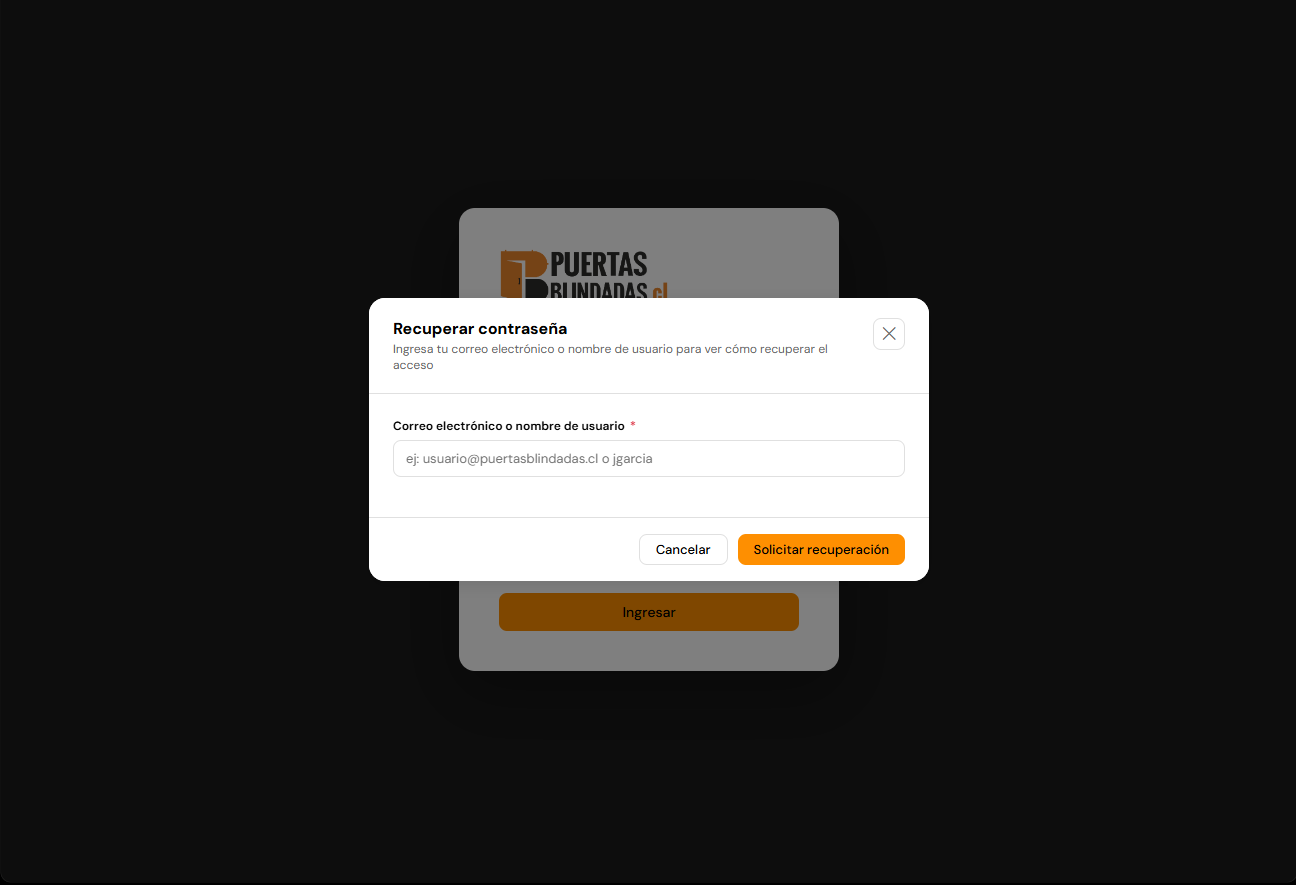 PUERTAS
BLINDADAS.cl
Recuperar contraseña
Ingresa tu correo electrónico o nombre de usuario para ver cómo recuperar el
acceso
Correo electrónico o nombre de usuario *
ej: usuario@puertasblindadas.cl o jgarcia
Cancelar
Solicitar recuperación
Ingresar